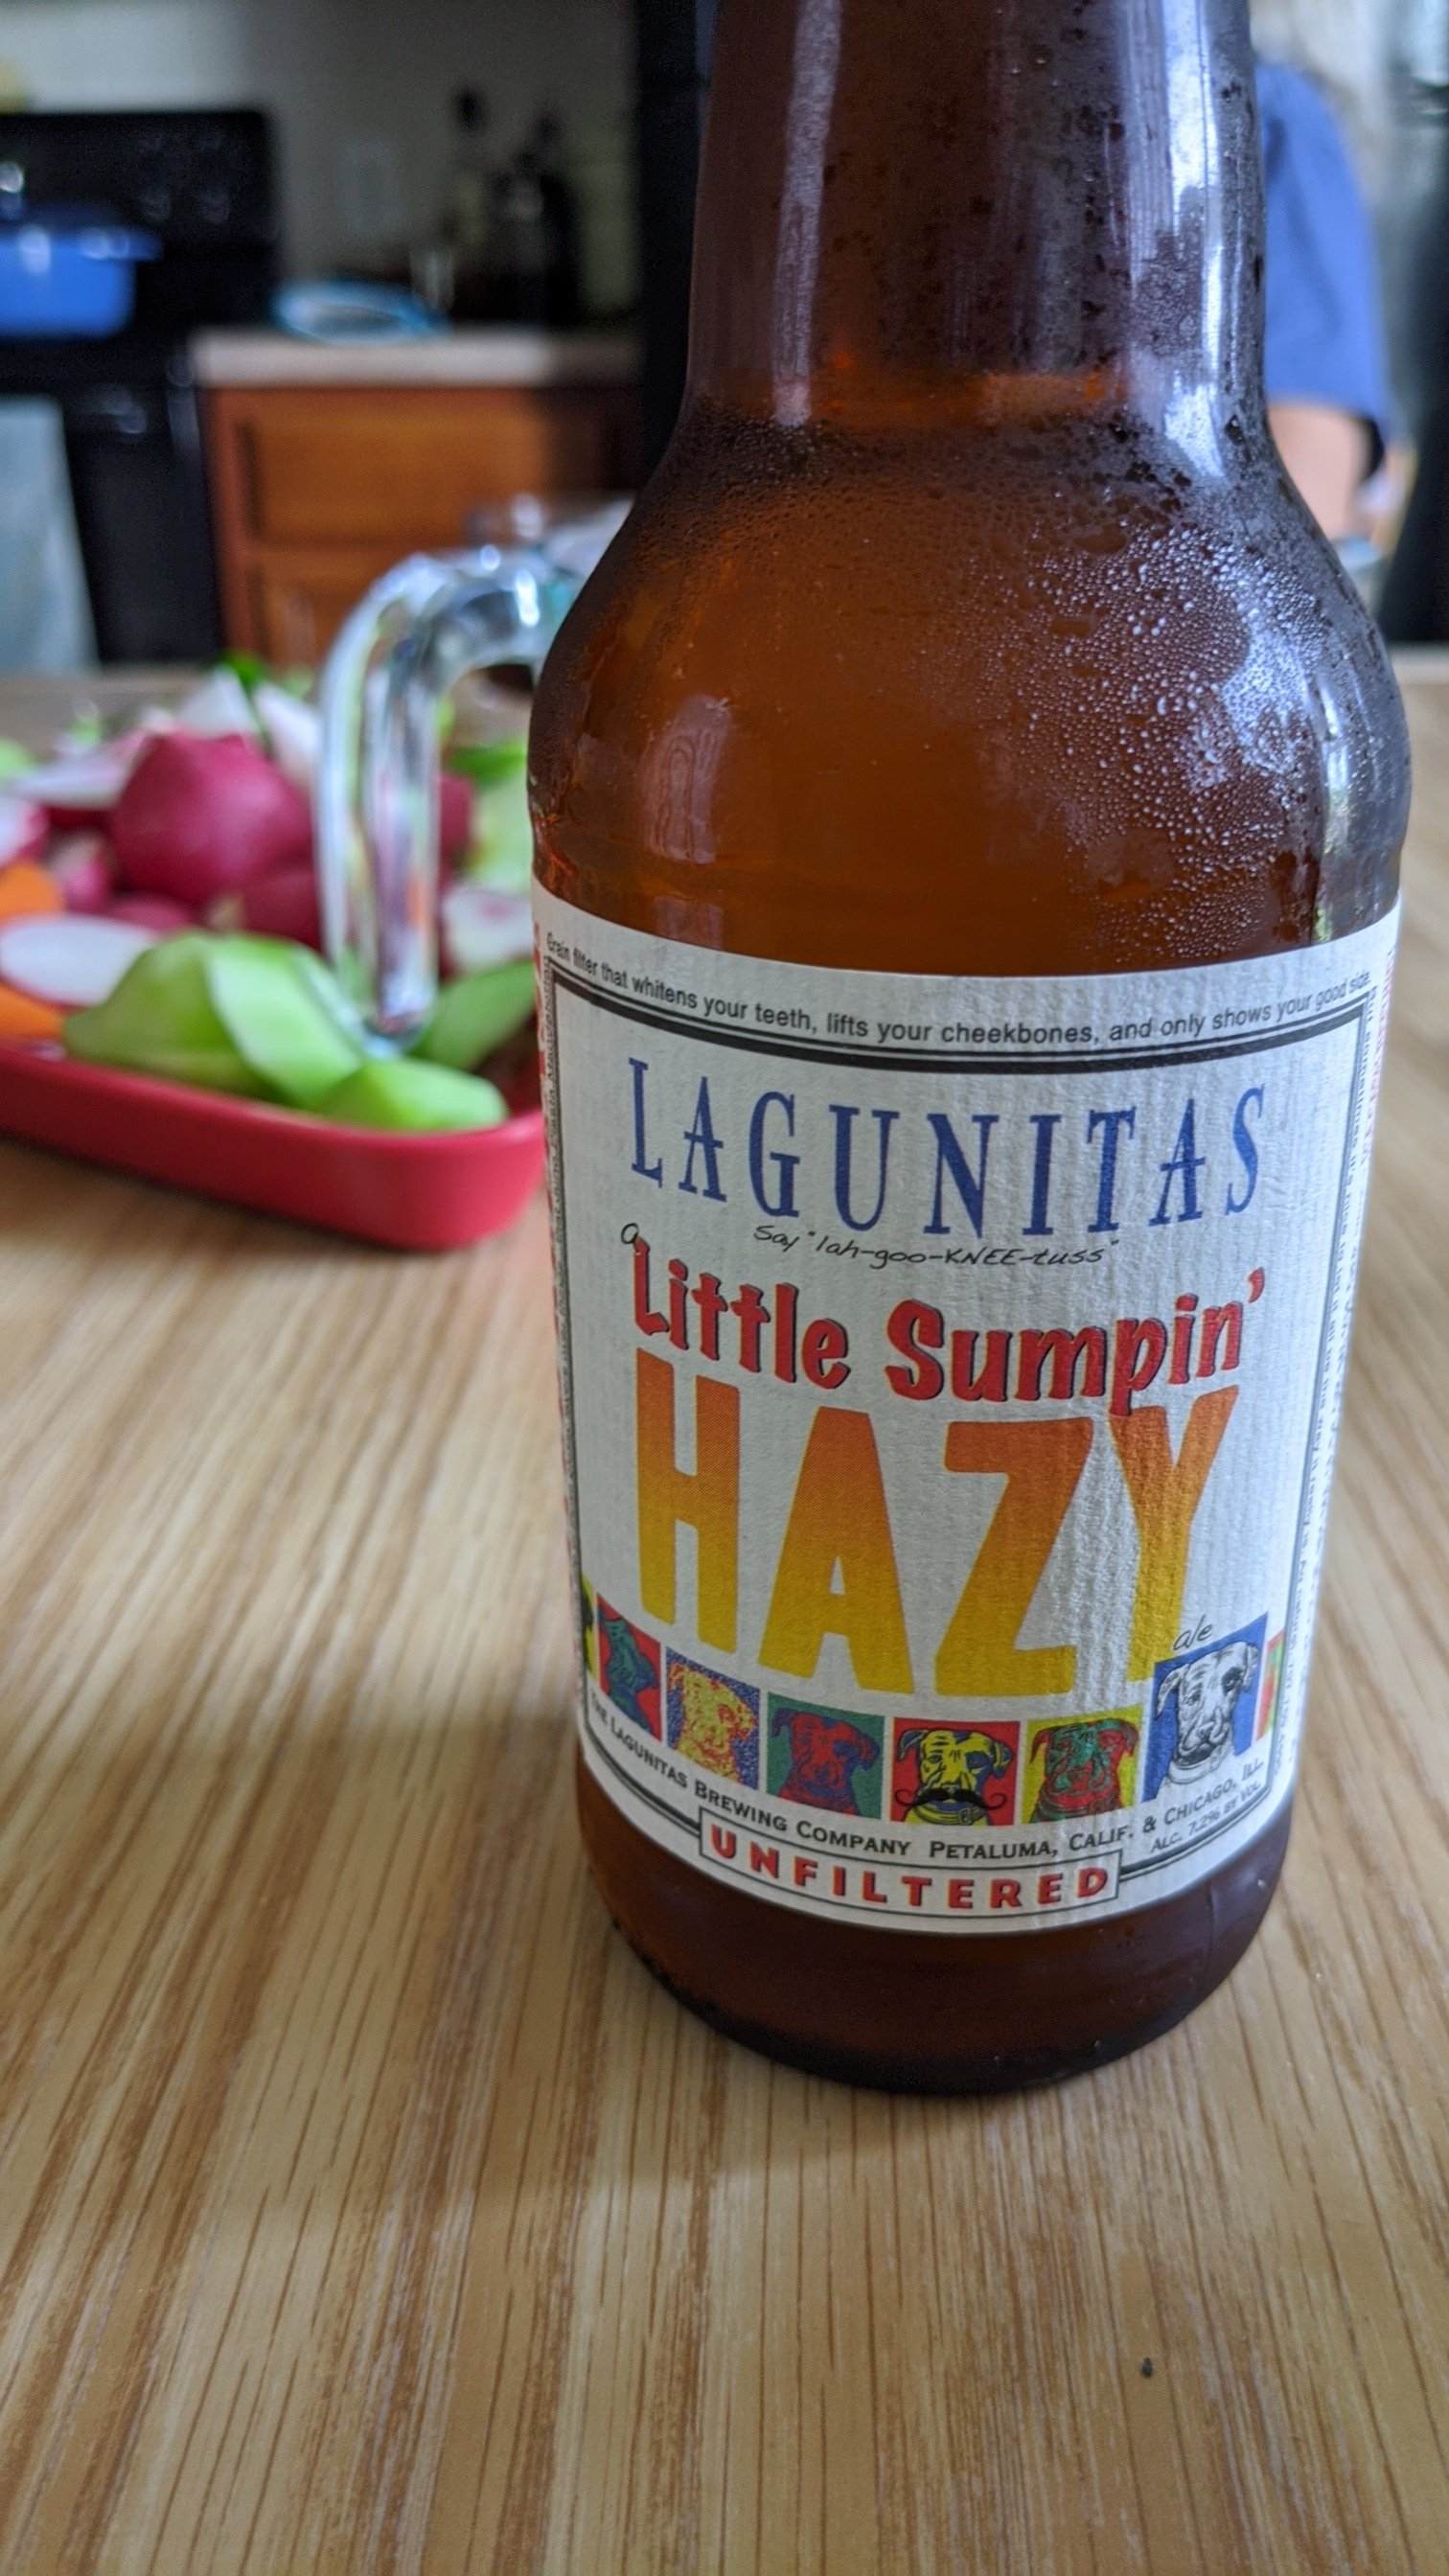 Grain filter that whitens your teeth, lifts your cheekbones, and only shows your good side.
LAGUNITAS
Say "lah-goo-KNEE-tuss"
a
Little Sumpin'
HAZY
ale
THE LAGUNITAS BREWING COMPANY PETALUMA, CALIF. & CHICAGO, ILL.
ALC. 7.2% BY VOL.
UNFILTERED